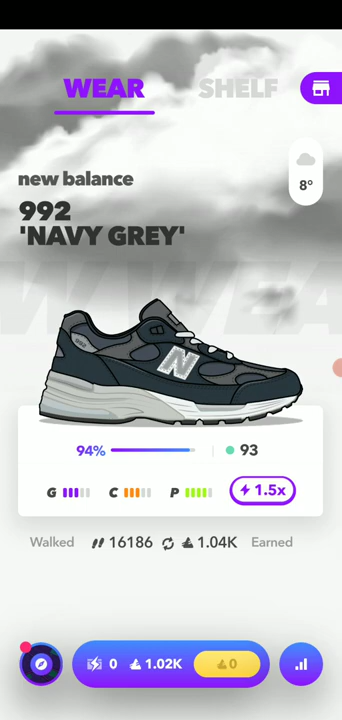 WEAR SHELF
new balance
8°
992
'NAVY GREY'
992
N
94% 93
G C P 1.5x
Walked 16186 1.04K Earned
0 1.02K 0